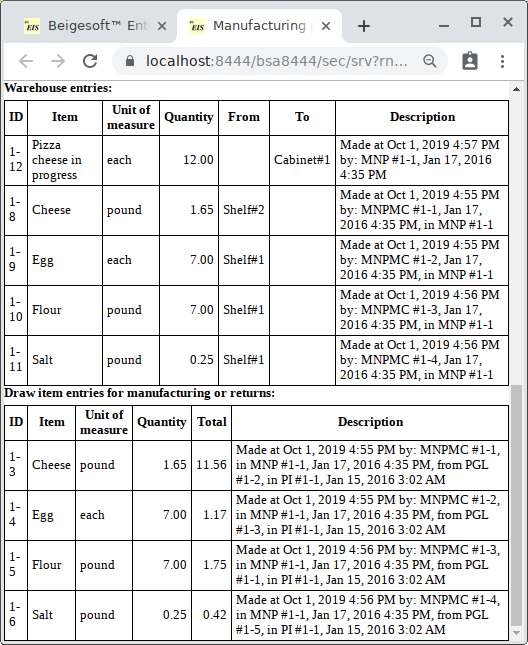 EIS Beigesoft™ Ent
EIS Manufacturing
localhost:8444/bsa8444/sec/srv?rn...
Warehouse entries:
ID Item Unit of measure Quantity From To Description
1-12 Pizza cheese in progress each 12.00 Cabinet#1 Made at Oct 1, 2019 4:57 PM by: MNP #1-1, Jan 17, 2016 4:35 PM
1-8 Cheese pound 1.65 Shelf#2 Made at Oct 1, 2019 4:55 PM by: MNPMC #1-1, Jan 17, 2016 4:35 PM, in MNP #1-1
1-9 Egg each 7.00 Shelf#1 Made at Oct 1, 2019 4:55 PM by: MNPMC #1-2, Jan 17, 2016 4:35 PM, in MNP #1-1
1-10 Flour pound 7.00 Shelf#1 Made at Oct 1, 2019 4:56 PM by: MNPMC #1-3, Jan 17, 2016 4:35 PM, in MNP #1-1
1-11 Salt pound 0.25 Shelf#1 Made at Oct 1, 2019 4:56 PM by: MNPMC #1-4, Jan 17, 2016 4:35 PM, in MNP #1-1
Draw item entries for manufacturing or returns:
ID Item Unit of measure Quantity Total Description
1-3 Cheese pound 1.65 11.56 Made at Oct 1, 2019 4:55 PM by: MNPMC #1-1, in MNP #1-1, Jan 17, 2016 4:35 PM, from PGL #1-2, in PI #1-1, Jan 15, 2016 3:02 AM
1-4 Egg each 7.00 1.17 Made at Oct 1, 2019 4:55 PM by: MNPMC #1-2, in MNP #1-1, Jan 17, 2016 4:35 PM, from PGL #1-3, in PI #1-1, Jan 15, 2016 3:02 AM
1-5 Flour pound 7.00 1.75 Made at Oct 1, 2019 4:56 PM by: MNPMC #1-3, in MNP #1-1, Jan 17, 2016 4:35 PM, from PGL #1-1, in PI #1-1, Jan 15, 2016 3:02 AM
1-6 Salt pound 0.25 0.42 Made at Oct 1, 2019 4:56 PM by: MNPMC #1-4, in MNP #1-1, Jan 17, 2016 4:35 PM, from PGL #1-5, in PI #1-1, Jan 15, 2016 3:02 AM